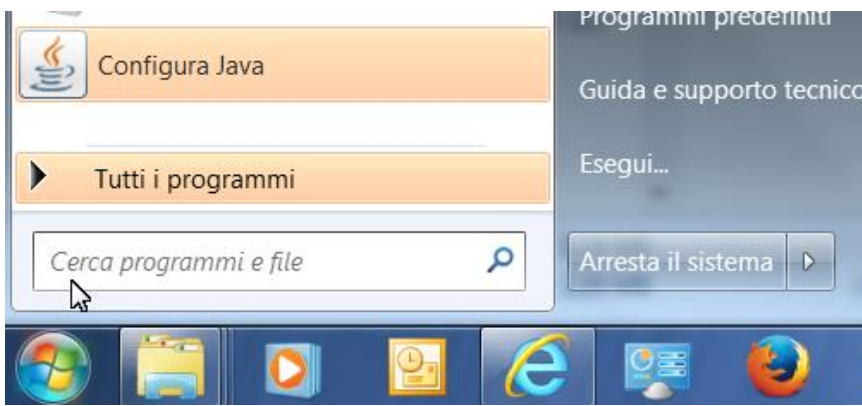 Programmi predefiniti
Configura Java
Guida e supporto tecnico
Tutti i programmi
Esegui...
Cerca programmi e file
Arresta il sistema